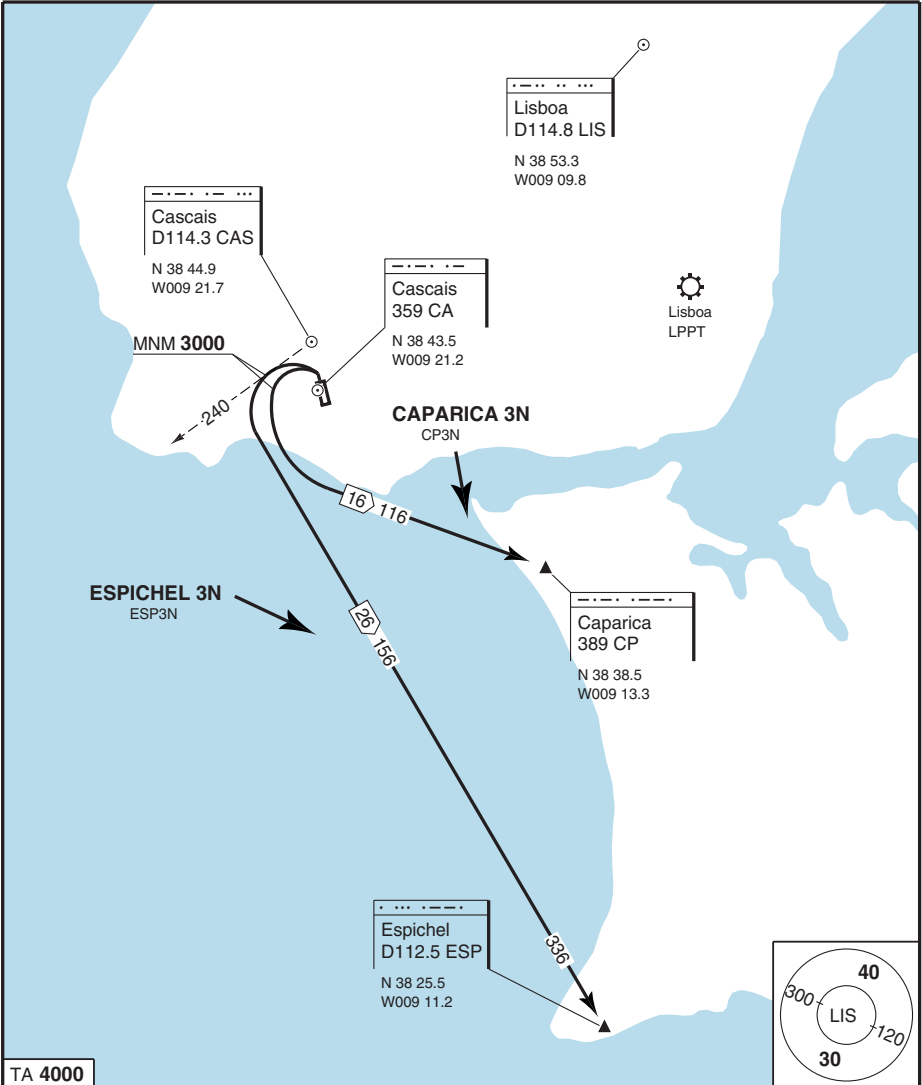 Lisboa
D114.8 LIS
N 38 53.3
W009 09.8
Cascais
D114.3 CAS
N 38 44.9
W009 21.7
Cascais
359 CA
N 38 43.5
W009 21.2
Lisboa
LPPT
MNM 3000
240
CAPARICA 3N
CP3N
16 116
ESPICHEL 3N
ESP3N
26 156
Caparica
389 CP
N 38 38.5
W009 13.3
Espichel
D112.5 ESP
N 38 25.5
W009 11.2
336
40
300
LIS
120
30
TA 4000